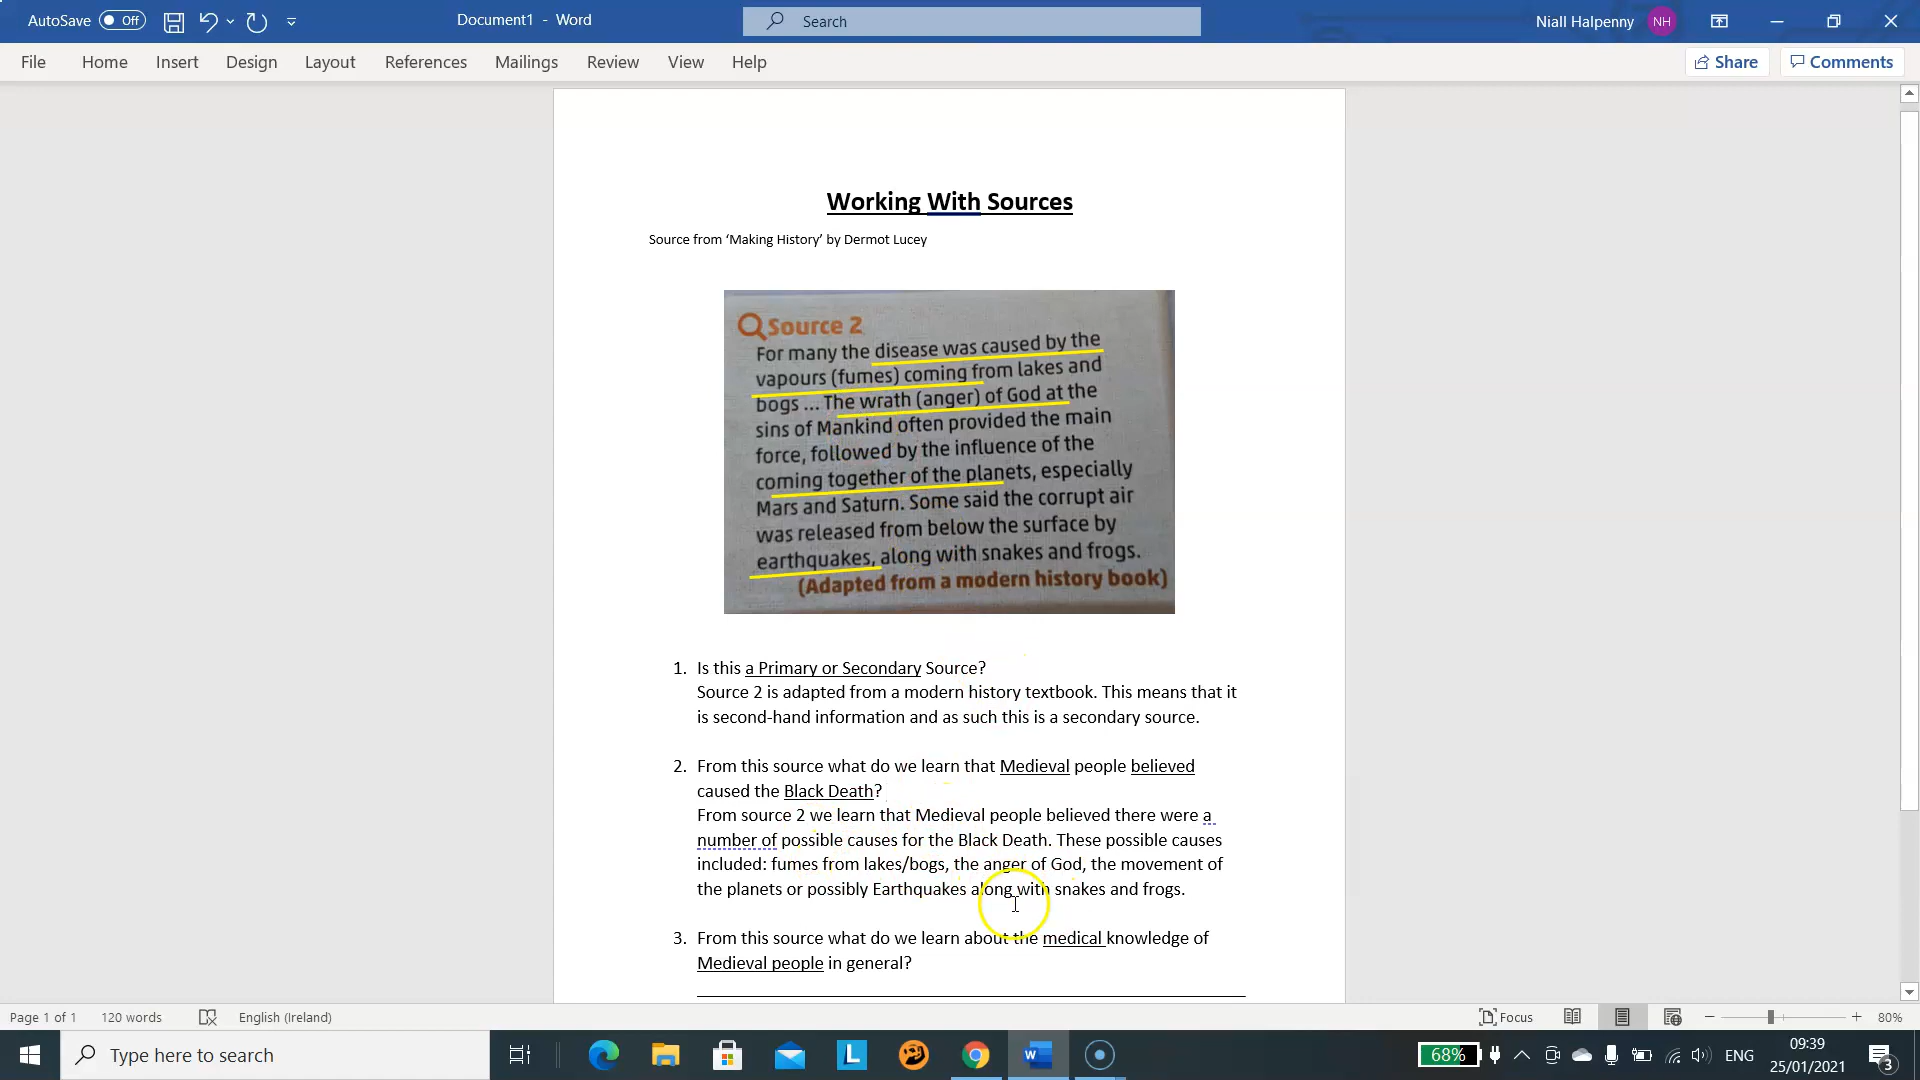 AutoSave Off Document1 - Word Search Niall Halpenny NH
File Home Insert Design Layout References Mailings Review View Help Share Comments
Working With Sources
Source from ‘Making History’ by Dermot Lucey
Source 2
For many the disease was caused by the
vapours (fumes) coming from lakes and
bogs ... The wrath (anger) of God at the
sins of Mankind often provided the main
force, followed by the influence of the
coming together of the planets, especially
Mars and Saturn. Some said the corrupt air
was released from below the surface by
earthquakes, along with snakes and frogs.
(Adapted from a modern history book)
1. Is this a Primary or Secondary Source?
Source 2 is adapted from a modern history textbook. This means that it
is second-hand information and as such this is a secondary source.
2. From this source what do we learn that Medieval people believed
caused the Black Death?
From source 2 we learn that Medieval people believed there were a
number of possible causes for the Black Death. These possible causes
included: fumes from lakes/bogs, the anger of God, the movement of
the planets or possibly Earthquakes along with snakes and frogs.
3. From this source what do we learn about the medical knowledge of
Medieval people in general?
Page 1 of 1 120 words English (Ireland) Focus 80%
Type here to search L W 68% ENG 09:39
25/01/2021 3